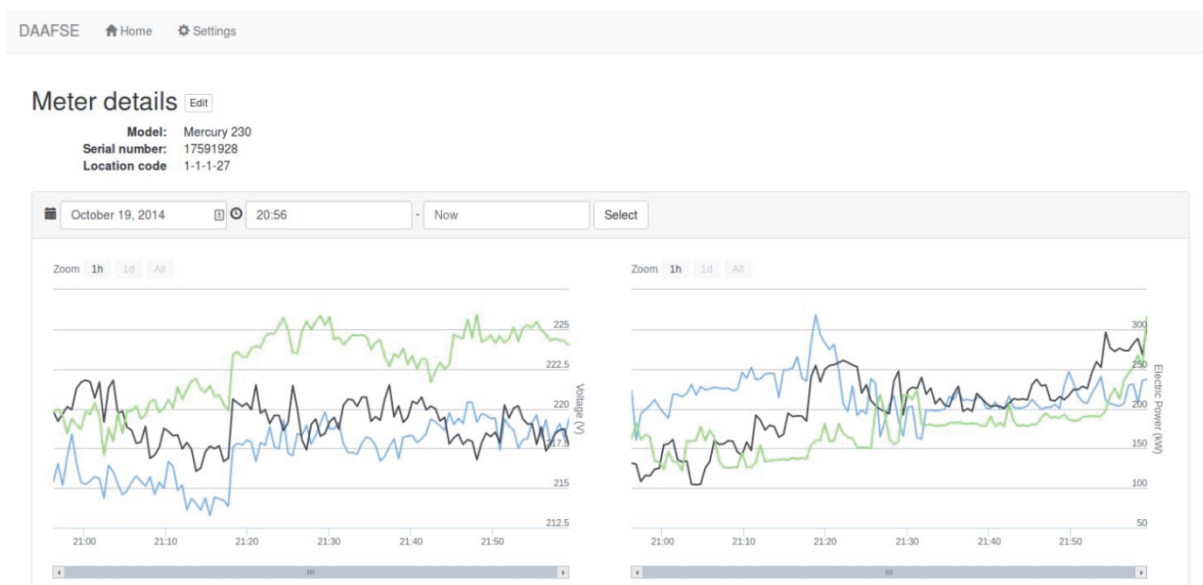 DAAFSE Home Settings
Meter details Edit
Model: Mercury 230
Serial number: 17591928
Location code 1-1-1-27
October 19, 2014 20:56 - Now Select
Zoom 1h 1d All
225
222.5
220
217.5
215
212.5
Voltage (V)
21:00 21:10 21:20 21:30 21:40 21:50
Zoom 1h 1d All
300
250
200
150
100
50
Electric Power (kW)
21:00 21:10 21:20 21:30 21:40 21:50